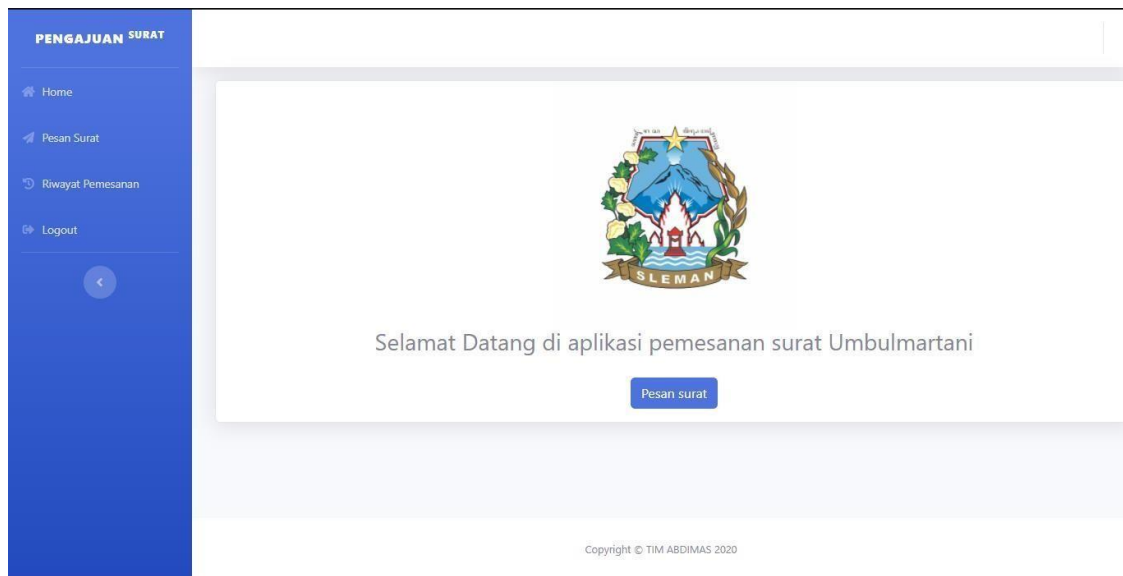 PENGAJUAN SURAT
Home
Pesan Surat
Riwayat Pemesanan
Logout
SLEMAN
Selamat Datang di aplikasi pemesanan surat Umbulmartani
Pesan surat
Copyright © TIM ABDIMAS 2020